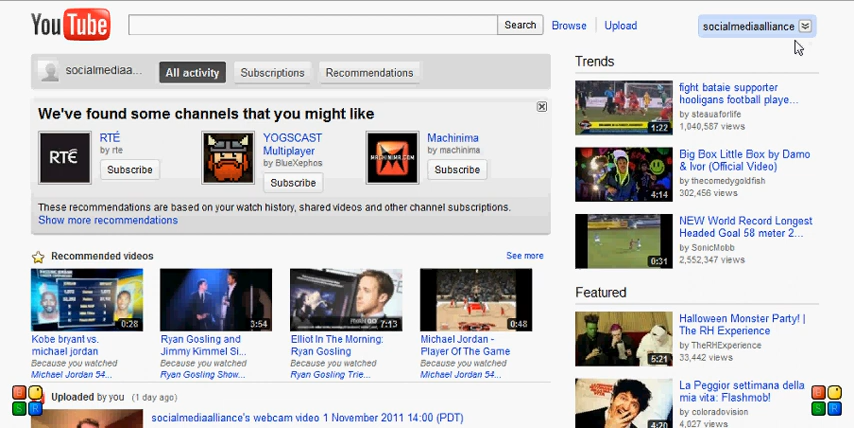 YouTube
Search
Browse
Upload
socialmediaalliance
socialmediaa...
All activity
Subscriptions
Recommendations
We've found some channels that you might like
RTÉ
RTÉ
by rte
Subscribe
YOGSCAST
Multiplayer
by BlueXephos
Subscribe
MACHINIMA.COM
Machinima
by machinima
Subscribe
These recommendations are based on your watch history, shared videos and other channel subscriptions.
Show more recommendations
Recommended videos
See more
0:28
Kobe bryant vs.
michael jordan
Because you watched
Michael Jordan 54...
3:54
Ryan Gosling and
Jimmy Kimmel Si...
Because you watched
Ryan Gosling Show...
7:13
Elliot In The Morning:
Ryan Gosling
Because you watched
Ryan Gosling Trie...
0:48
Michael Jordan -
Player Of The Game
Because you watched
Michael Jordan 54...
Uploaded by you (1 day ago)
socialmediaalliance's webcam video 1 November 2011 14:00 (PDT)
Trends
1:22
fight bataie supporter
hooligans football playe...
by steauaforlife
1,040,587 views
4:14
Big Box Little Box by Damo
& Ivor (Official Video)
by thecomedygoldfish
302,456 views
0:31
NEW World Record Longest
Headed Goal 58 meter 2...
by SonicMobb
2,552,347 views
Featured
5:21
Halloween Monster Party! |
The RH Experience
by TheRHExperience
33,442 views
4:20
La Peggior settimana della
mia vita: Flashmob!
by coloradovision
4,027 views